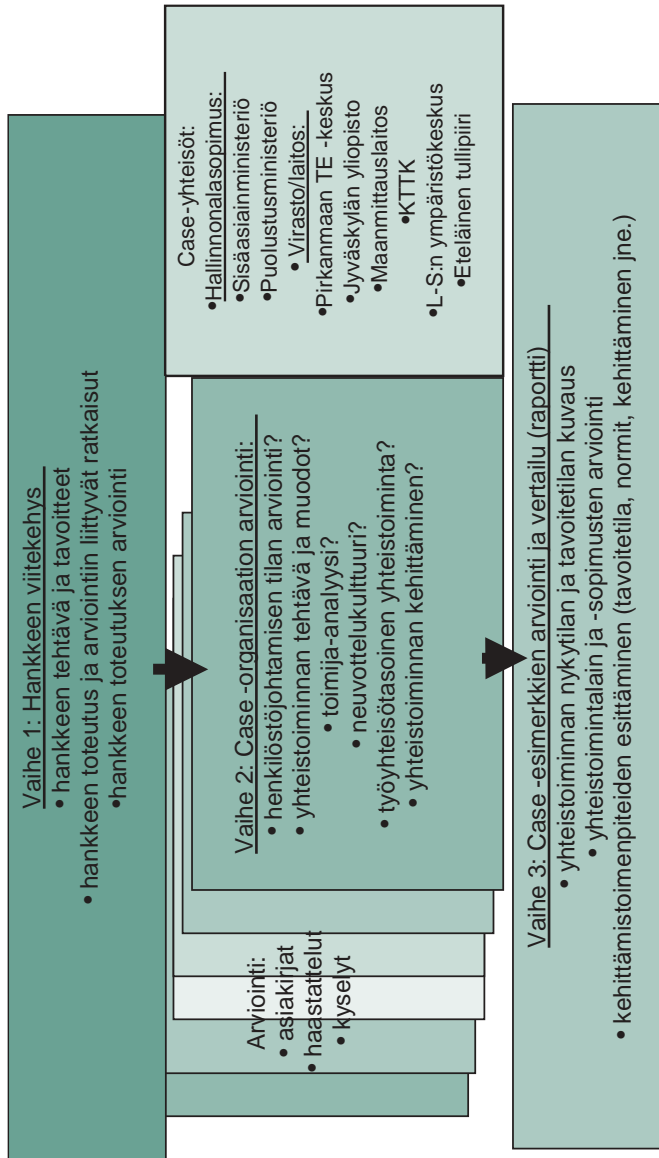 Vaihe 1: Hankkeen viitekehys
• hankkeen tehtävä ja tavoitteet
• hankkeen toteutus ja arviointiin liittyvät ratkaisut
•hankkeen toteutuksen arviointi
Arviointi:
• asiakirjat
• haastattelut
• kyselyt
Vaihe 2: Case -organisaation arviointi:
• henkilöstöjohtamisen tilan arviointi?
• yhteistoiminnan tehtävä ja muodot?
• toimija-analyysi?
• neuvottelukulttuuri?
• työyhteisötasoinen yhteistoiminta?
• yhteistoiminnan kehittäminen?
Case-yhteisöt:
•Hallinnonalasopimus:
•Sisäasiainministeriö
•Puolustusministeriö
• Virasto/laitos:
•Pirkanmaan TE -keskus
•Jyväskylän yliopisto
•Maanmittauslaitos
•KTTK
•L-S:n ympäristökeskus
•Eteläinen tullipiiri
Vaihe 3: Case -esimerkkien arviointi ja vertailu (raportti)
• yhteistoiminnan nykytilan ja tavoitetilan kuvaus
• yhteistoimintalain ja -sopimusten arviointi
• kehittämistoimenpiteiden esittäminen (tavoitetila, normit, kehittäminen jne.)